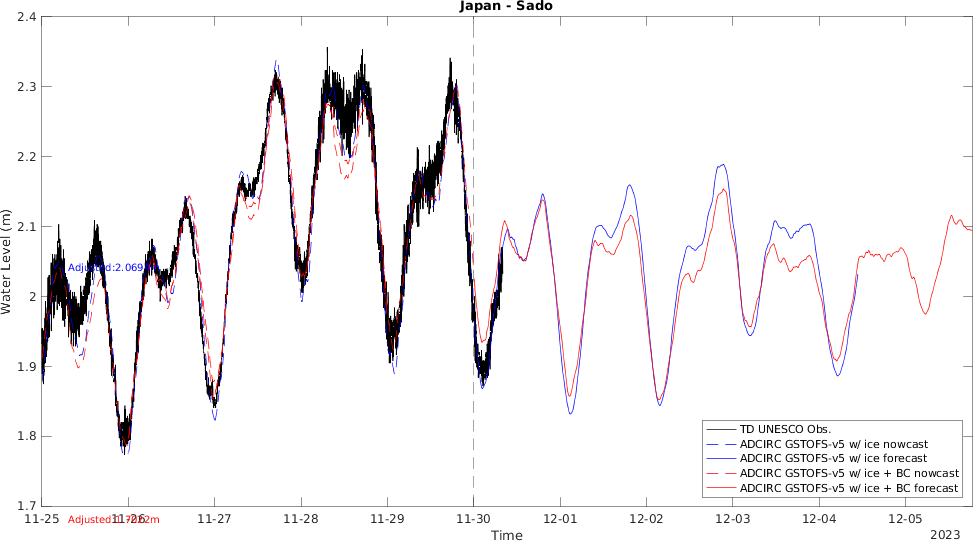 Japan - Sado
Water Level (m)
2.4
2.3
2.2
2.1
2
1.9
1.8
1.7
Adjusted:2.069
TD UNESCO Obs.
ADCIRC GSTOFS-v5 w/ ice nowcast
ADCIRC GSTOFS-v5 w/ ice forecast
ADCIRC GSTOFS-v5 w/ ice + BC nowcast
ADCIRC GSTOFS-v5 w/ ice + BC forecast
11-25 11-26 11-27 11-28 11-29 11-30 12-01 12-02 12-03 12-04 12-05
Time
2023